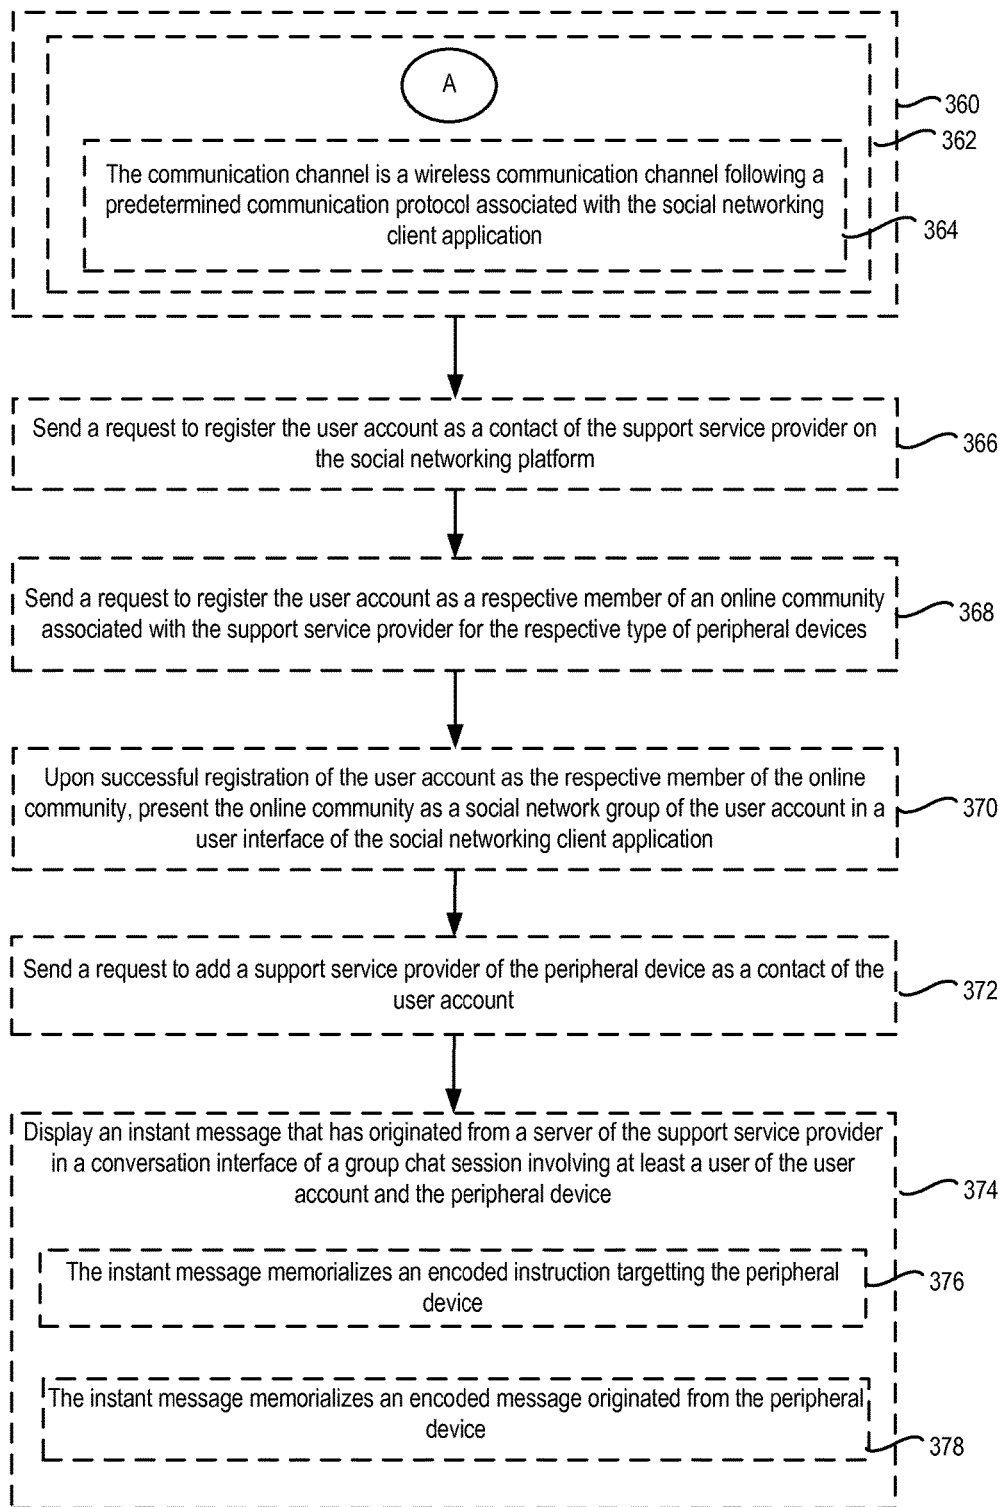 A
360
362
The communication channel is a wireless communication channel following a
predetermined communication protocol associated with the social networking
client application
364
Send a request to register the user account as a contact of the support service provider on
the social networking platform
366
Send a request to register the user account as a respective member of an online community
associated with the support service provider for the respective type of peripheral devices
368
Upon successful registration of the user account as the respective member of the online
community, present the online community as a social network group of the user account in a
user interface of the social networking client application
370
Send a request to add a support service provider of the peripheral device as a contact of the
user account
372
Display an instant message that has originated from a server of the support service provider
in a conversation interface of a group chat session involving at least a user of the user
account and the peripheral device
374
The instant message memorializes an encoded instruction targetting the peripheral
device
376
The instant message memorializes an encoded message originated from the peripheral
device
378